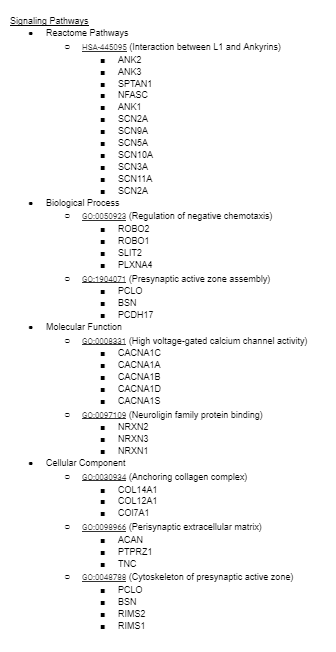 Signaling Pathways
• Reactome Pathways
○ HSA-445095 (Interaction between L1 and Ankyrins)
■ ANK2
■ ANK3
■ SPTAN1
■ NFASC
■ ANK1
■ SCN2A
■ SCN9A
■ SCN5A
■ SCN10A
■ SCN3A
■ SCN11A
■ SCN2A
• Biological Process
○ GO:0050923 (Regulation of negative chemotaxis)
■ ROBO2
■ ROBO1
■ SLIT2
■ PLXNA4
○ GO:1904071 (Presynaptic active zone assembly)
■ PCLO
■ BSN
■ PCDH17
• Molecular Function
○ GO:0008331 (High voltage-gated calcium channel activity)
■ CACNA1C
■ CACNA1A
■ CACNA1B
■ CACNA1D
■ CACNA1S
○ GO:0097109 (Neuroligin family protein binding)
■ NRXN2
■ NRXN3
■ NRXN1
• Cellular Component
○ GO:0030934 (Anchoring collagen complex)
■ COL14A1
■ COL12A1
■ COl7A1
○ GO:0098966 (Perisynaptic extracellular matrix)
■ ACAN
■ PTPRZ1
■ TNC
○ GO:0048788 (Cytoskeleton of presynaptic active zone)
■ PCLO
■ BSN
■ RIMS2
■ RIMS1